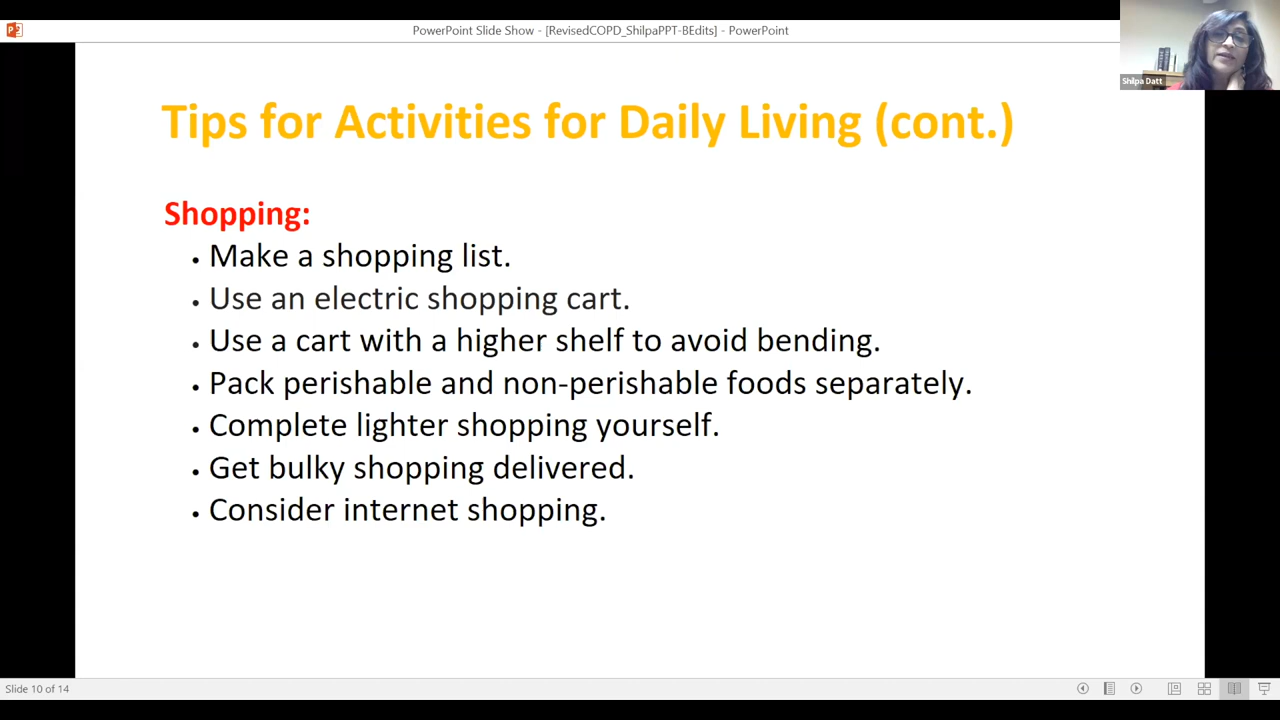 PowerPoint Slide Show - [RevisedCOPD_ShilpaPPT-BEdits] - PowerPoint
Shilpa Datt
Tips for Activities for Daily Living (cont.)
Shopping:
• Make a shopping list.
• Use an electric shopping cart.
• Use a cart with a higher shelf to avoid bending.
• Pack perishable and non-perishable foods separately.
• Complete lighter shopping yourself.
• Get bulky shopping delivered.
• Consider internet shopping.
Slide 10 of 14